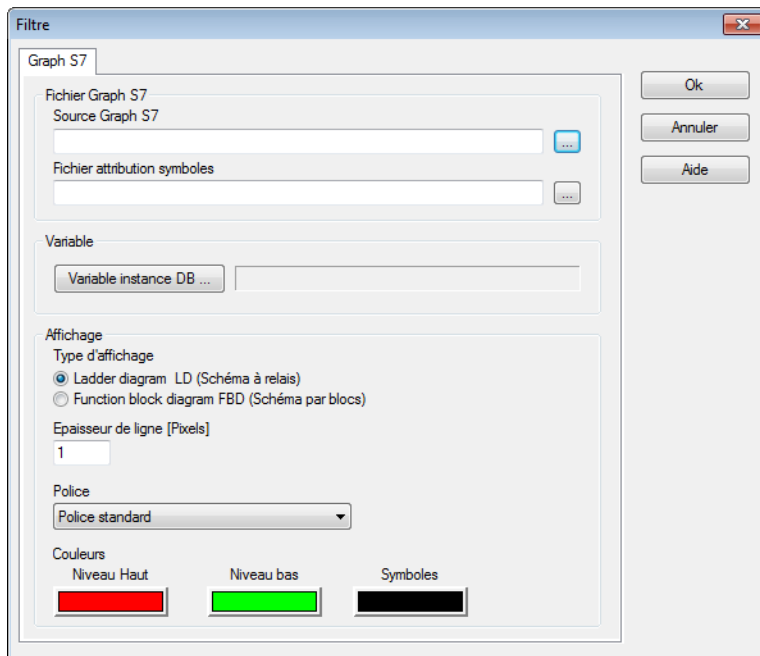 Filtre
Graph S7
Ok
Annuler
Aide
Fichier Graph S7
Source Graph S7
...
Fichier attribution symboles
...
Variable
Variable instance DB ...
Affichage
Type d'affichage
Ladder diagram LD (Schéma à relais)
Function block diagram FBD (Schéma par blocs)
Epaisseur de ligne [Pixels]
1
Police
Police standard
Couleurs
Niveau Haut Niveau bas Symboles